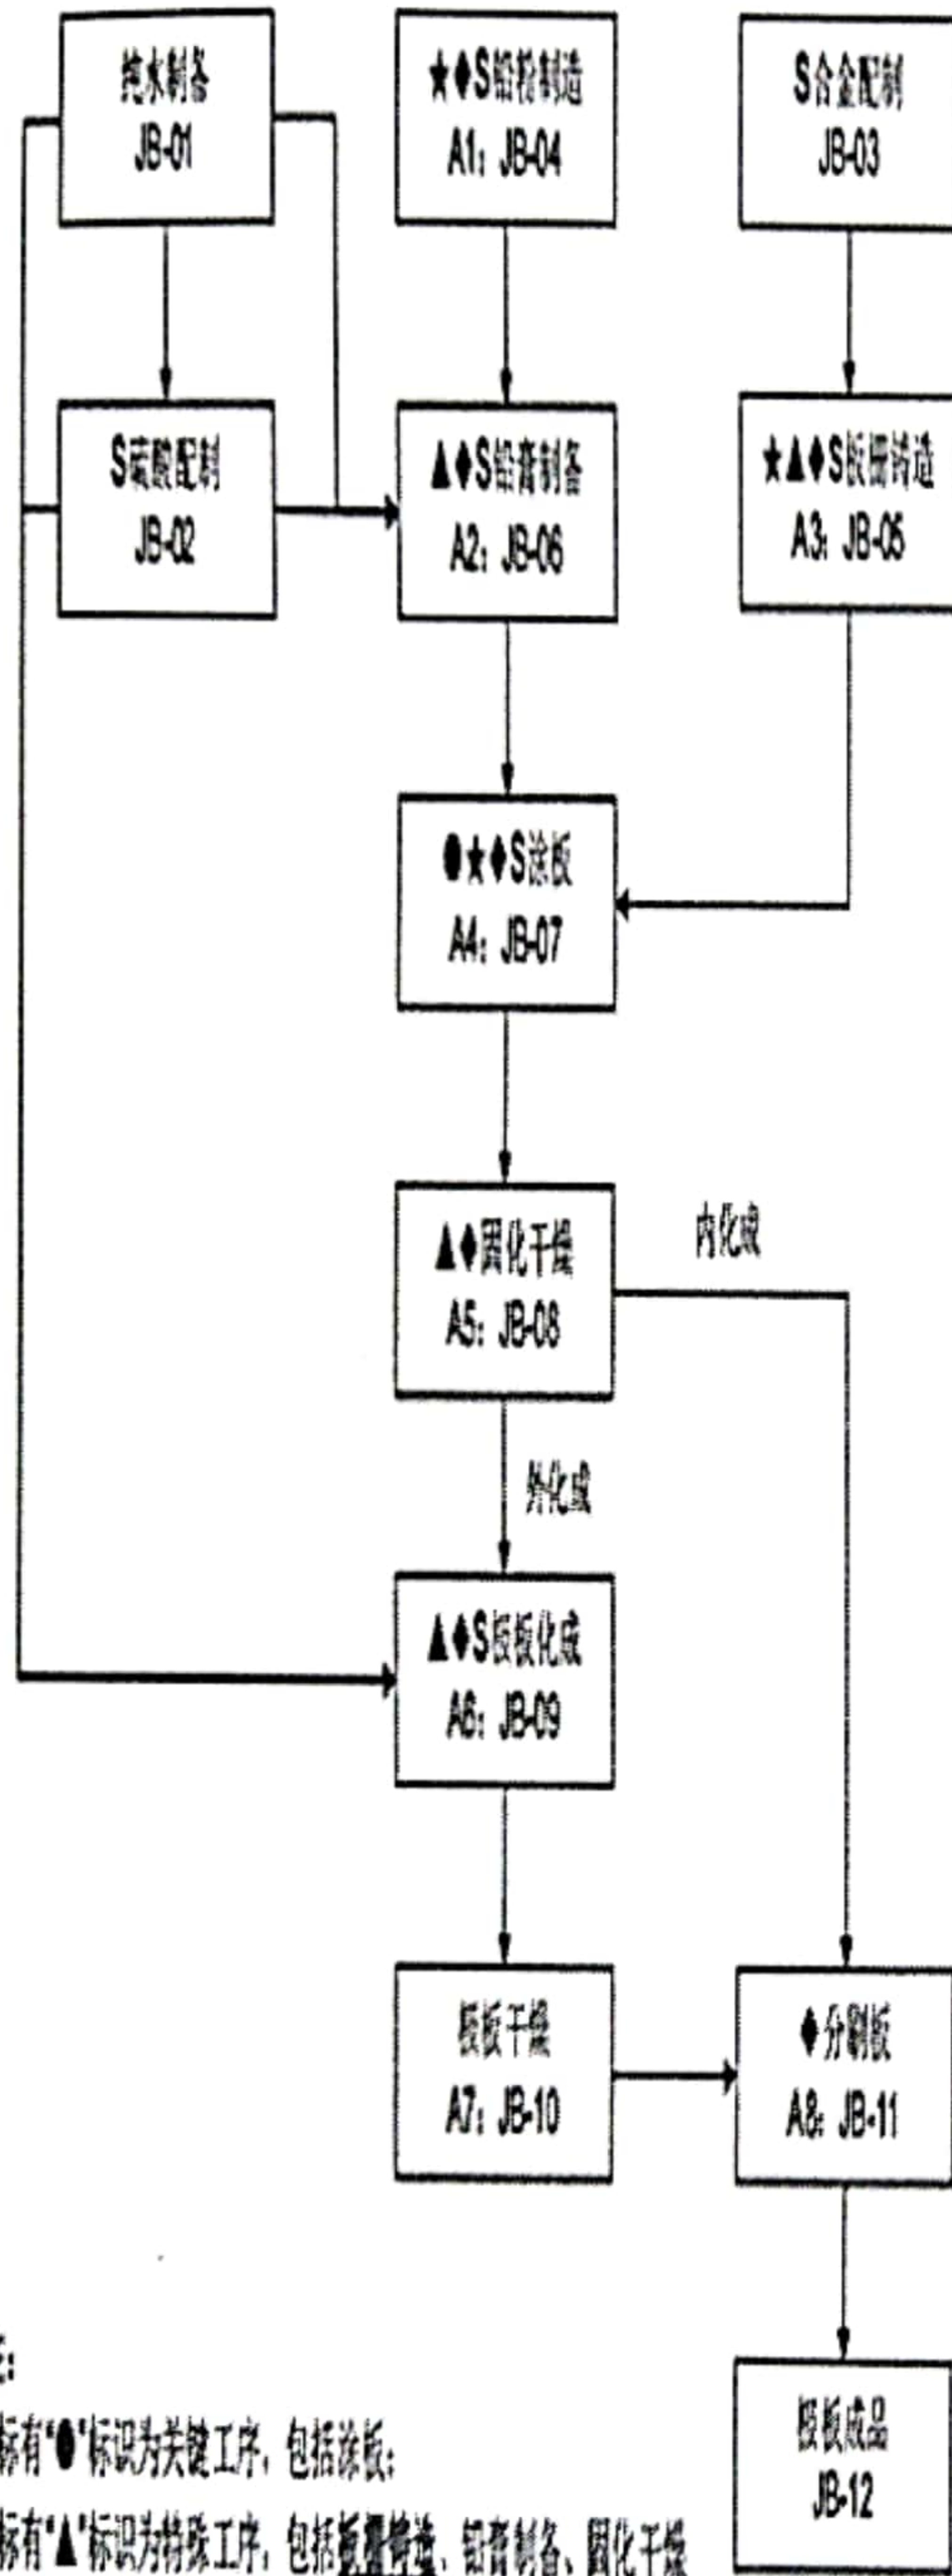 纯水制备
JB-01
★◆S铅粉制造
A1：JB-04
S合金配制
JB-03
S硫酸配制
JB-02
▲◆S铅膏制备
A2：JB-06
★▲◆S板栅铸造
A3：JB-05
●★◆S涂板
A4：JB-07
▲◆固化干燥
A5：JB-08
内化成
外化成
▲◆S极板化成
A6：JB-09
极板干燥
A7：JB-10
◆分刷板
A8：JB-11
极板成品
JB-12
标有“●”标识为关键工序，包括涂板；
标有“▲”标识为特殊工序，包括板栅铸造、铅膏制备、固化干燥